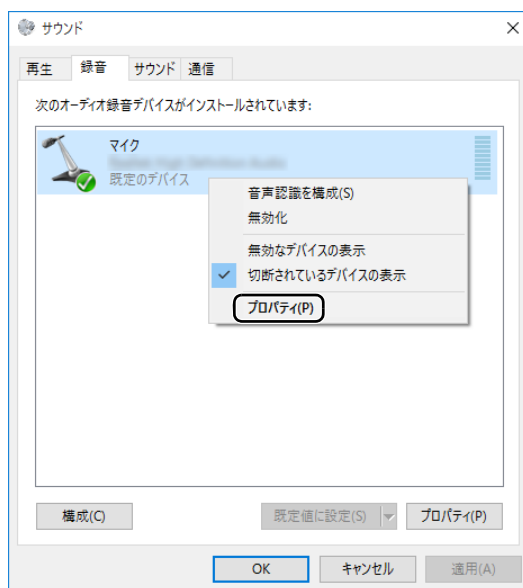 サウンド
再生 録音 サウンド 通信
次のオーディオ録音デバイスがインストールされています:
マイク
既定のデバイス
音声認識を構成(S)
無効化
無効なデバイスの表示
切断されているデバイスの表示
プロパティ(P)
構成(C) 既定値に設定(S) プロパティ(P)
OK キャンセル 適用(A)